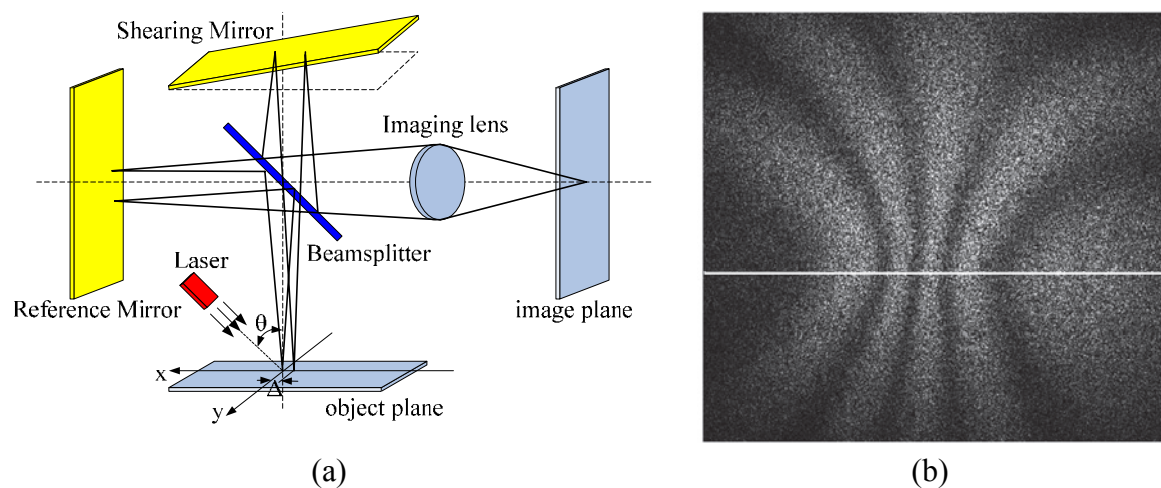 Shearing Mirror
Imaging lens
Beamsplitter
Laser
Reference Mirror
image plane
θ
x
Δ
y
object plane
(a)
(b)